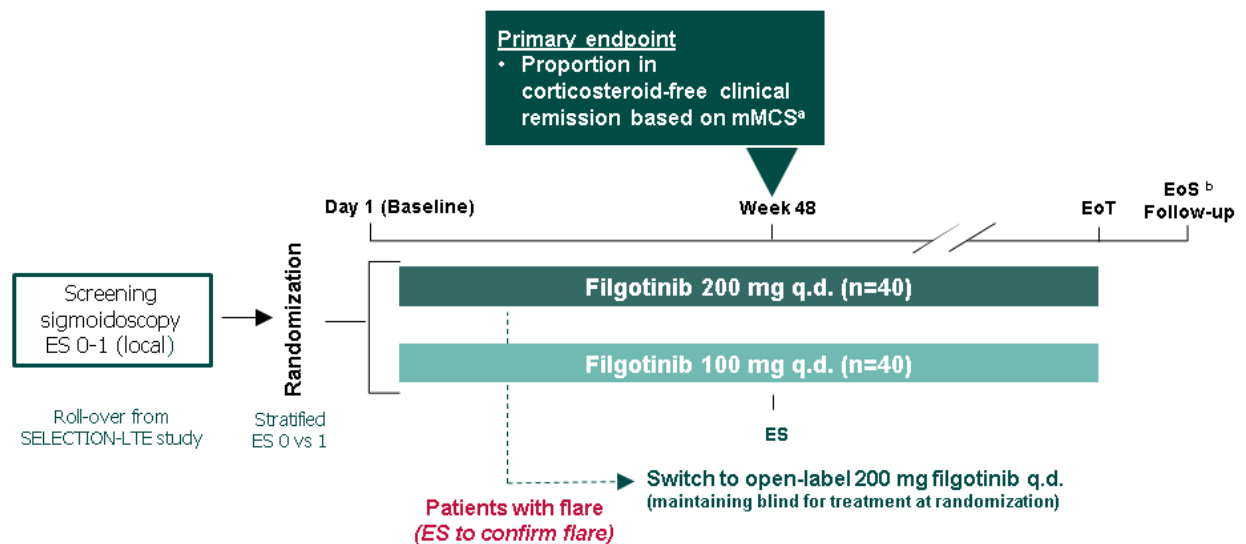 Primary endpoint
• Proportion in
corticosteroid-free clinical
remission based on mMCSᵃ
Day 1 (Baseline)
Week 48
EoT
EoS ᵇ
Follow-up
Screening
sigmoidoscopy
ES 0-1 (local)
Randomization
Filgotinib 200 mg q.d. (n=40)
Filgotinib 100 mg q.d. (n=40)
Roll-over from
SELECTION-LTE study
Stratified
ES 0 vs 1
ES
Switch to open-label 200 mg filgotinib q.d.
(maintaining blind for treatment at randomization)
Patients with flare
(ES to confirm flare)